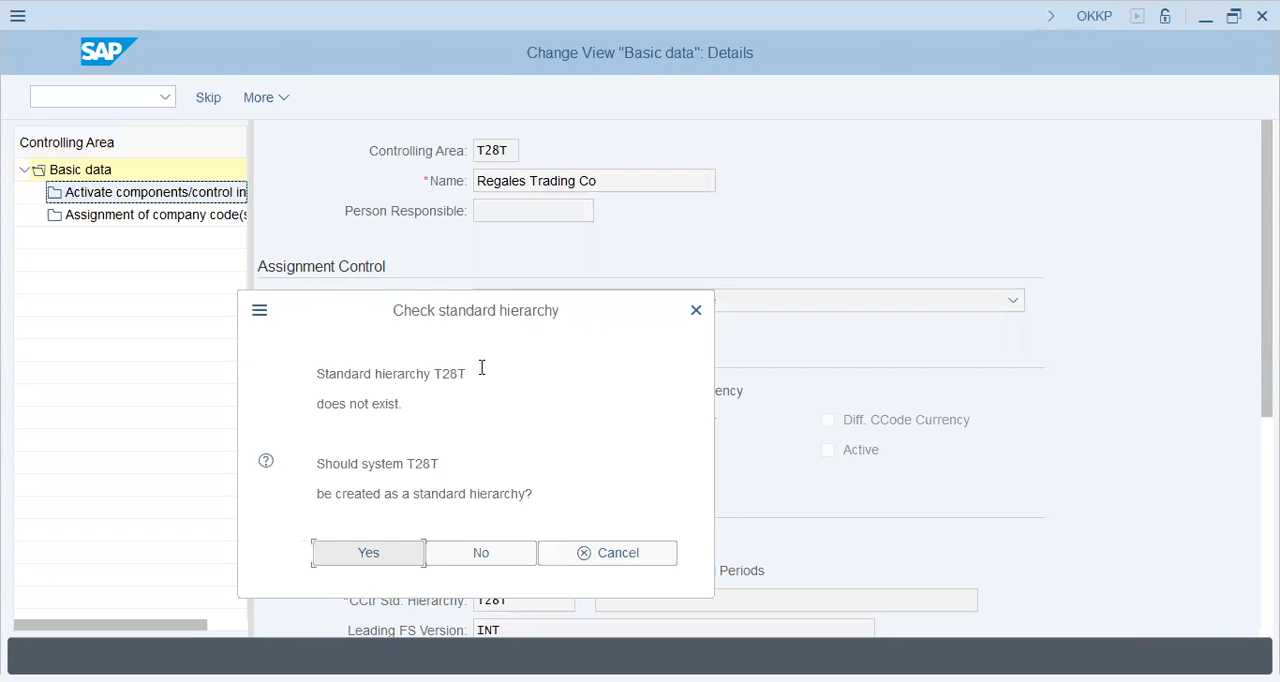 OKKP
SAP
Change View "Basic data": Details
Skip
More
Controlling Area
Basic data
Activate components/control in
Assignment of company code(s
Controlling Area: T28T
*Name: Regales Trading Co
Person Responsible:
Assignment Control
Check standard hierarchy
Standard hierarchy T28T
does not exist.
Should system T28T
be created as a standard hierarchy?
Yes
No
Cancel
ency
Diff. CCode Currency
Active
Periods
*CCtr Std. Hierarchy: T28T
Leading FS Version: INT